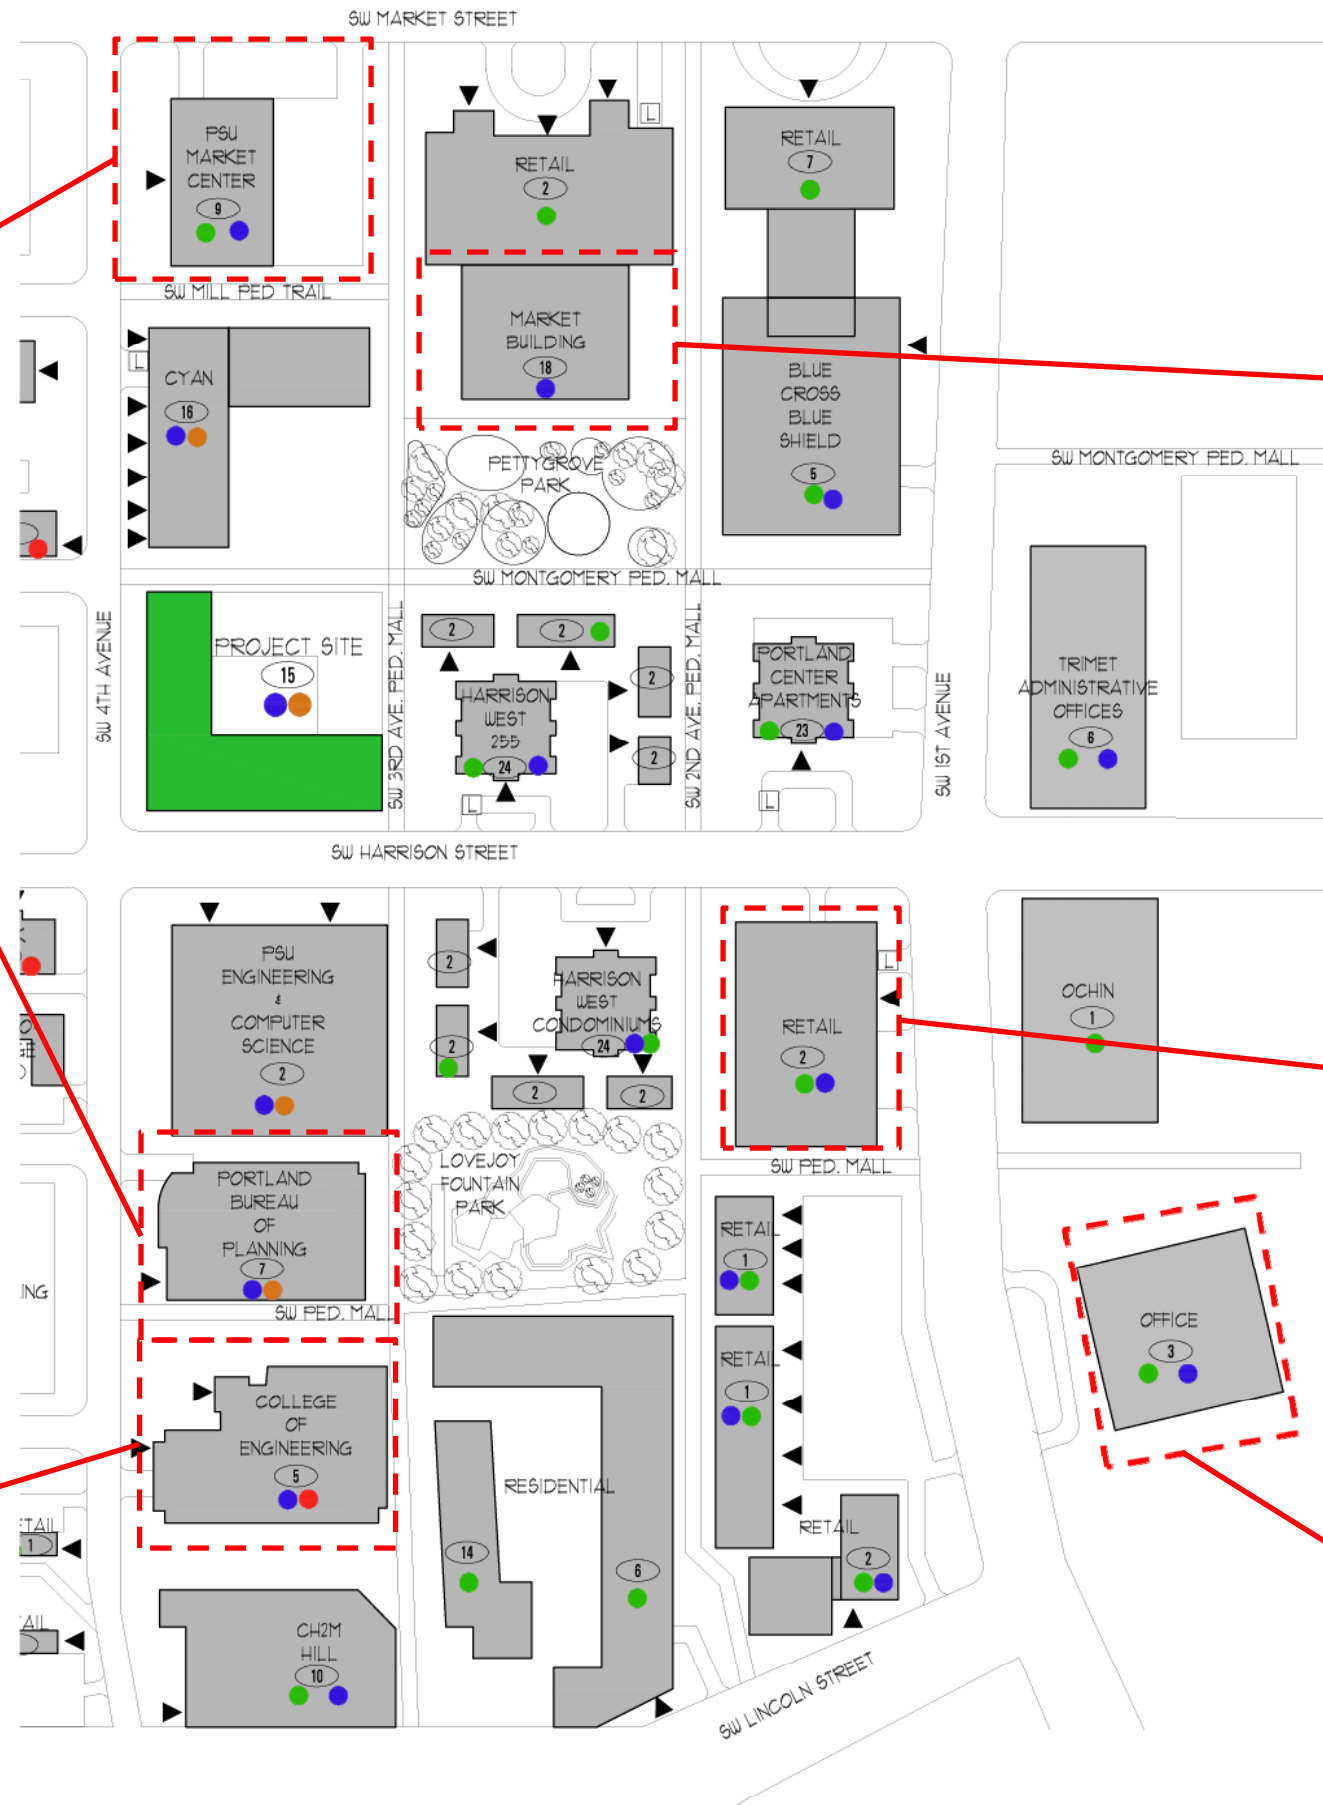 SW MARKET STREET
PSU
MARKET
CENTER
9
RETAIL
2
L
RETAIL
7
SW MILL PED TRAIL
MARKET
BUILDING
18
L
CYAN
16
BLUE
CROSS
BLUE
SHIELD
5
PETTYGROVE
PARK
SW MONTGOMERY PED. MALL
SW MONTGOMERY PED. MALL
SW 4TH AVENUE
PROJECT SITE
15
SW 3RD AVE. PED. MALL
2
2
2
2
HARRISON
WEST
255
24
L
SW 2ND AVE. PED. MALL
PORTLAND
CENTER
APARTMENTS
23
L
SW 1ST AVENUE
TRIMET
ADMINISTRATIVE
OFFICES
6
SW HARRISON STREET
PSU
ENGINEERING
&
COMPUTER
SCIENCE
2
2
2
HARRISON
WEST
CONDOMINIUMS
24
2
2
L
RETAIL
2
OCHIN
1
PORTLAND
BUREAU
OF
PLANNING
7
LOVEJOY
FOUNTAIN
PARK
SW PED. MALL
SW PED. MALL
RETAIL
1
RETAIL
1
OFFICE
3
ING
COLLEGE
OF
ENGINEERING
5
RESIDENTIAL
14
6
RETAIL
2
TAIL
1
AIL
CH2M
HILL
10
SW LINCOLN STREET